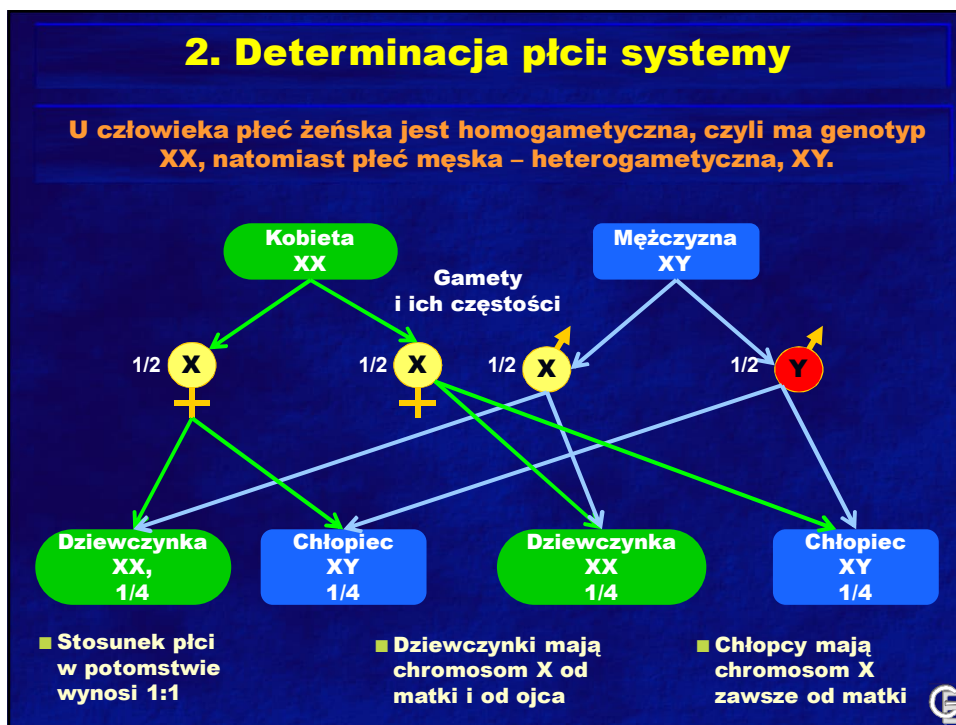 2. Determinacja płci: systemy
U człowieka płeć żeńska jest homogametyczna, czyli ma genotyp
XX, natomiast płeć męska – heterogametyczna, XY.
Kobieta
XX
Mężczyzna
XY
Gamety
i ich częstości
1/2 X
1/2 X
1/2 X
1/2 Y
Dziewczynka
XX,
1/4
Chłopiec
XY
1/4
Dziewczynka
XX
1/4
Chłopiec
XY
1/4
Stosunek płci
w potomstwie
wynosi 1:1
Dziewczynki mają
chromosom X od
matki i od ojca
Chłopcy mają
chromosom X
zawsze od matki